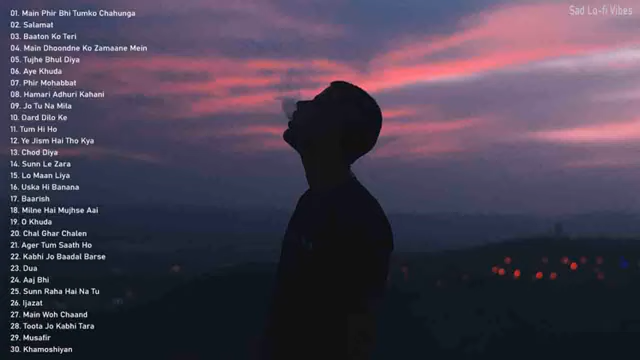 Sad Lo-fi Vibes
01. Main Phir Bhi Tumko Chahunga
02. Salamat
03. Baaton Ko Teri
04. Main Dhoondne Ko Zamaane Mein
05. Tujhe Bhul Diya
06. Aye Khuda
07. Phir Mohabbat
08. Hamari Adhuri Kahani
09. Jo Tu Na Mila
10. Dard Dilo Ke
11. Tum Hi Ho
12. Ye Jism Hai Tho Kya
13. Chod Diya
14. Sunn Le Zara
15. Lo Maan Liya
16. Uska Hi Banana
17. Baarish
18. Milne Hai Mujhse Aai
19. O Khuda
20. Chal Ghar Chalen
21. Ager Tum Saath Ho
22. Kabhi Jo Baadal Barse
23. Dua
24. Aaj Bhi
25. Sunn Raha Hai Na Tu
26. Ijazat
27. Main Woh Chaand
28. Toota Jo Kabhi Tara
29. Musafir
30. Khamoshiyan